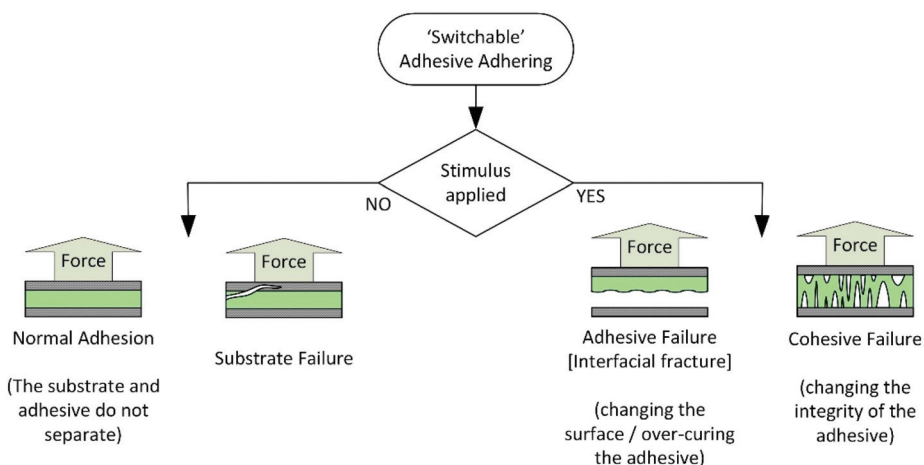 ‘Switchable’
Adhesive Adhering
Stimulus
applied
NO
YES
Force
Normal Adhesion
(The substrate and
adhesive do not
separate)
Force
Substrate Failure
Force
Adhesive Failure
[Interfacial fracture]
(changing the
surface / over-curing
the adhesive)
Force
Cohesive Failure
(changing the
integrity of the
adhesive)